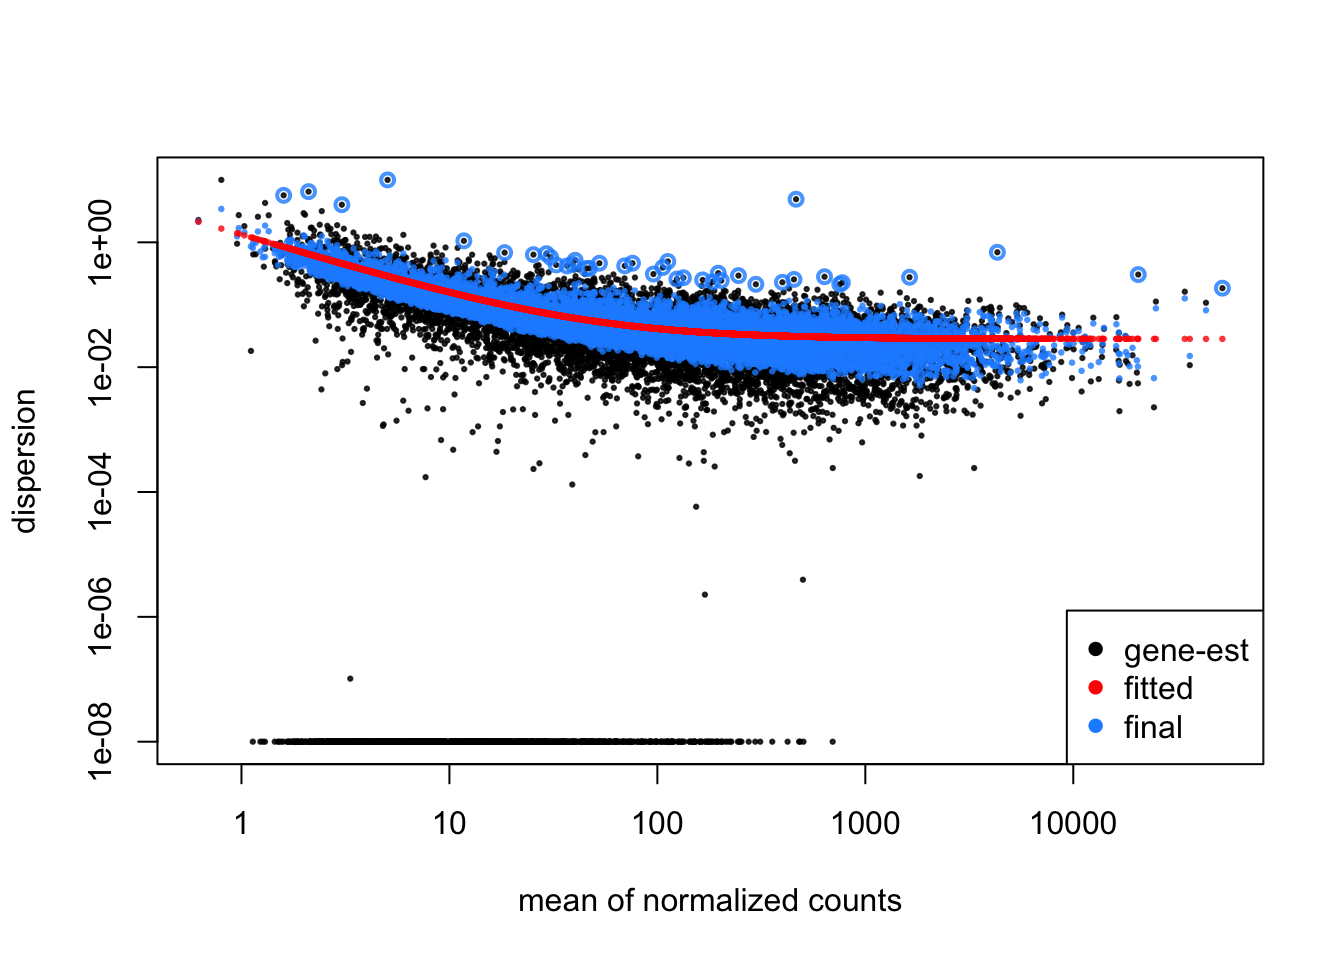 1e+00
1e-02
1e-04
1e-06
1e-08
dispersion
1
10
100
1000
10000
mean of normalized counts
gene-est
fitted
final